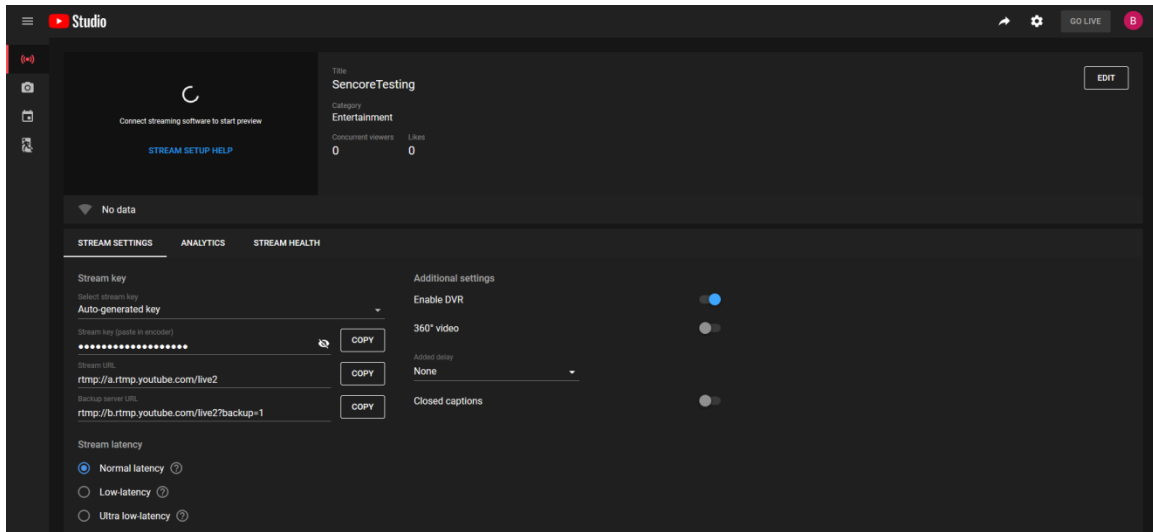 Studio
GO LIVE
B
Connect streaming software to start preview
STREAM SETUP HELP
Title
SencoreTesting
Category
Entertainment
Concurrent viewers Likes
0 0
EDIT
No data
STREAM SETTINGS ANALYTICS STREAM HEALTH
Stream key
Select stream key
Auto-generated key
Stream key (paste in encoder)
•••••••••••••••••••
COPY
Stream URL
rtmp://a.rtmp.youtube.com/live2
COPY
Backup server URL
rtmp://b.rtmp.youtube.com/live2?backup=1
COPY
Stream latency
Normal latency ?
Low-latency ?
Ultra low-latency ?
Additional settings
Enable DVR
360° video
Added delay
None
Closed captions